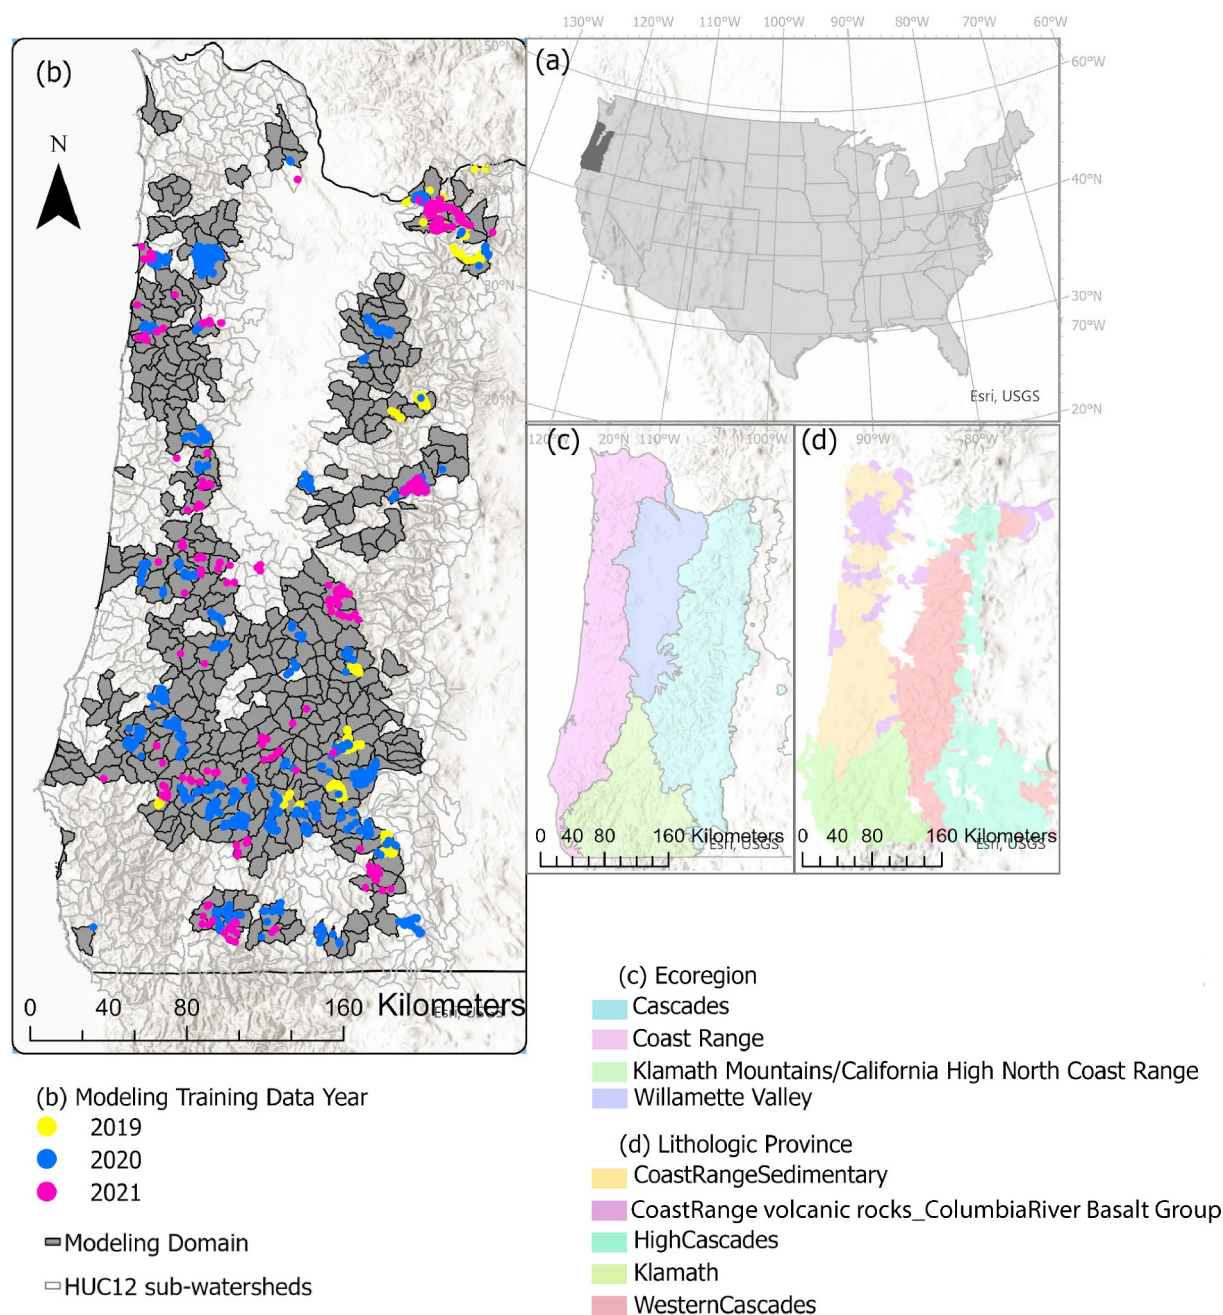 130°W 120°W 110°W 100°W 90°W 80°W 70°W 60°W
(b)
50°N
(a)
60°W
N
40°N
30°N
30°N
70°W
20°N
Esri, USGS
20°N
120°W 20°N 110°W 100°W 90°W 80°W
(c)
(d)
0 40 80 160 Kilometers
Esri, USGS
0 40 80 160 Kilometers
Esri, USGS
0 40 80 160 Kilometers
Esri, USGS
(c) Ecoregion
Cascades
Coast Range
Klamath Mountains/California High North Coast Range
Willamette Valley
(b) Modeling Training Data Year
2019
2020
2021
Modeling Domain
HUC12 sub-watersheds
(d) Lithologic Province
CoastRangeSedimentary
CoastRange volcanic rocks_ColumbiaRiver Basalt Group
HighCascades
Klamath
WesternCascades